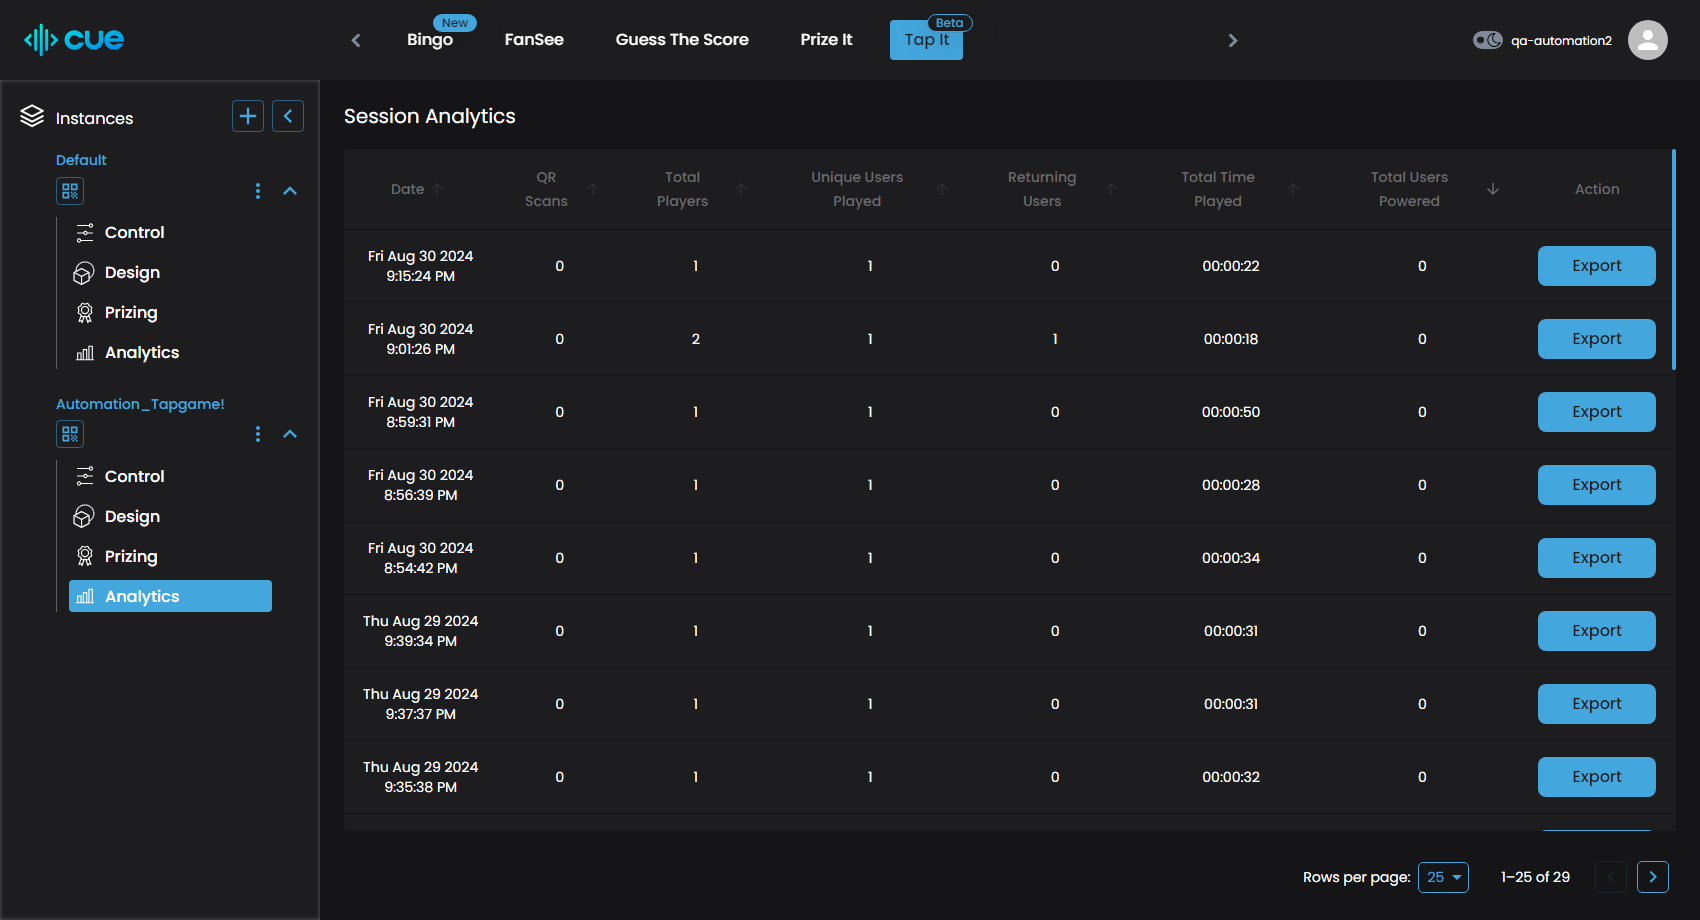 cue
New
Bingo
FanSee
Guess The Score
Prize It
Beta
Tap It
qa-automation2
Instances
Default
Control
Design
Prizing
Analytics
Automation_Tapgame!
Control
Design
Prizing
Analytics
Session Analytics
Date
QR
Scans
Total
Players
Unique Users
Played
Returning
Users
Total Time
Played
Total Users
Powered
Action
Fri Aug 30 2024
9:15:24 PM
0 1 1 0 00:00:22 0 Export
Fri Aug 30 2024
9:01:26 PM
0 2 1 1 00:00:18 0 Export
Fri Aug 30 2024
8:59:31 PM
0 1 1 0 00:00:50 0 Export
Fri Aug 30 2024
8:56:39 PM
0 1 1 0 00:00:28 0 Export
Fri Aug 30 2024
8:54:42 PM
0 1 1 0 00:00:34 0 Export
Thu Aug 29 2024
9:39:34 PM
0 1 1 0 00:00:31 0 Export
Thu Aug 29 2024
9:37:37 PM
0 1 1 0 00:00:31 0 Export
Thu Aug 29 2024
9:35:38 PM
0 1 1 0 00:00:32 0 Export
Rows per page: 25 1–25 of 29